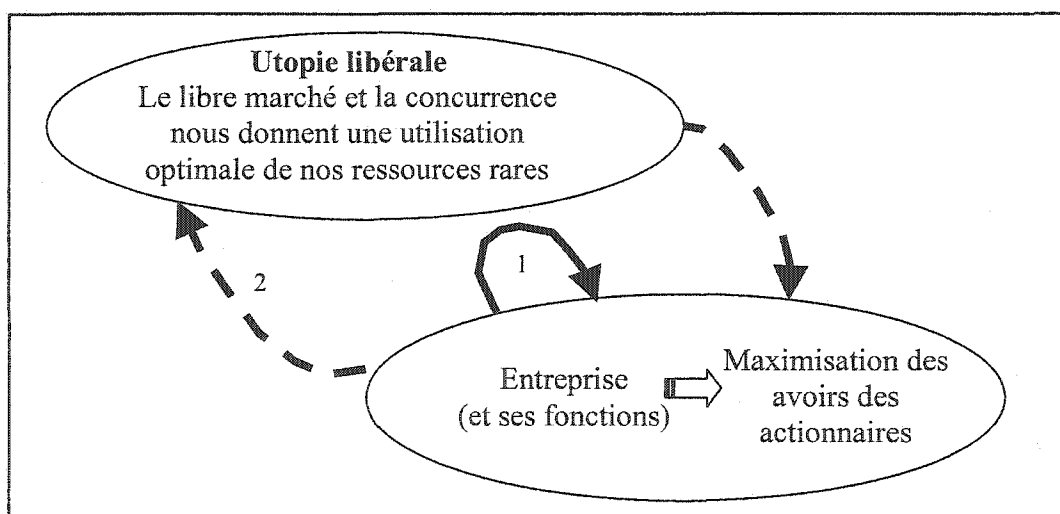 Utopie libérale
Le libre marché et la concurrence
nous donnent une utilisation
optimale de nos ressources rares
1
2
Entreprise
(et ses fonctions)
Maximisation des
avoirs des
actionnaires